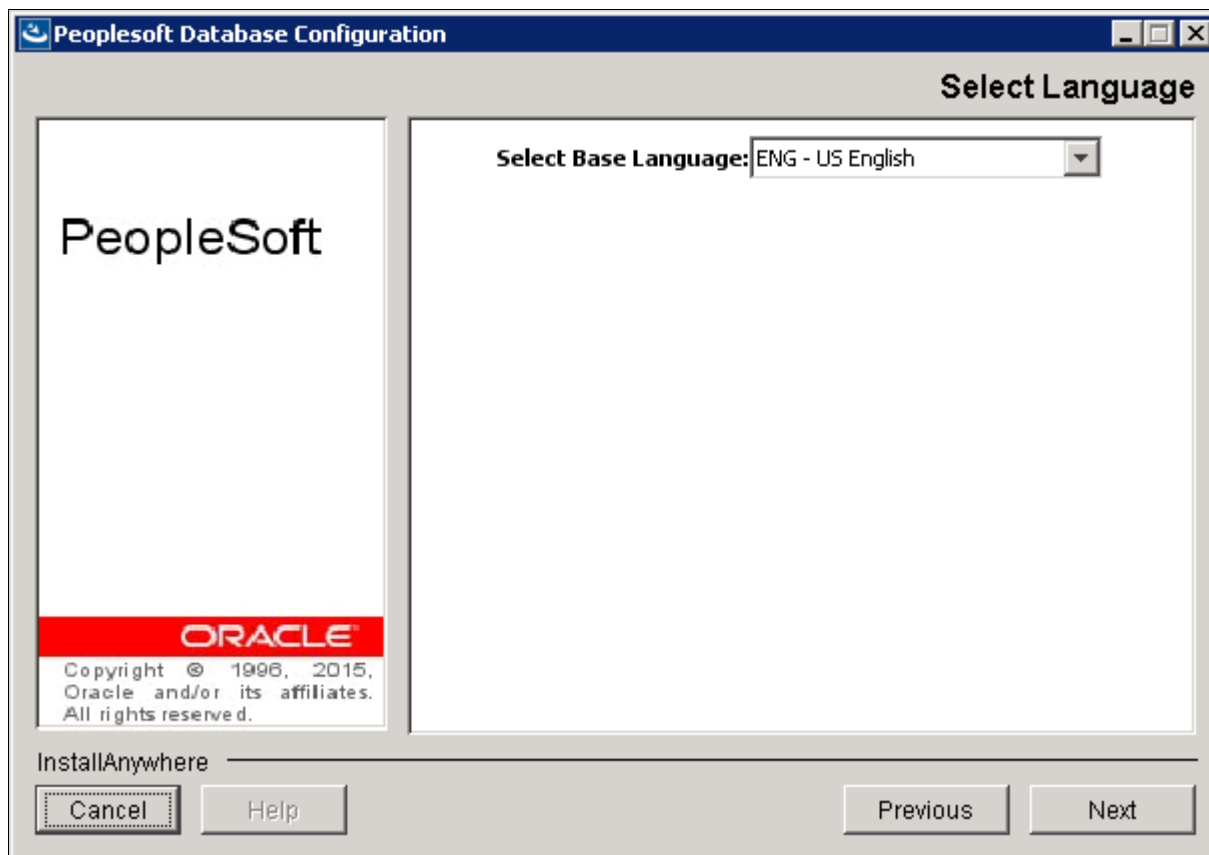 Peoplesoft Database Configuration
Select Language
Select Base Language: ENG - US English
PeopleSoft
ORACLE
Copyright © 1996, 2015,
Oracle and/or its affiliates.
All rights reserved.
InstallAnywhere
Cancel Help Previous Next